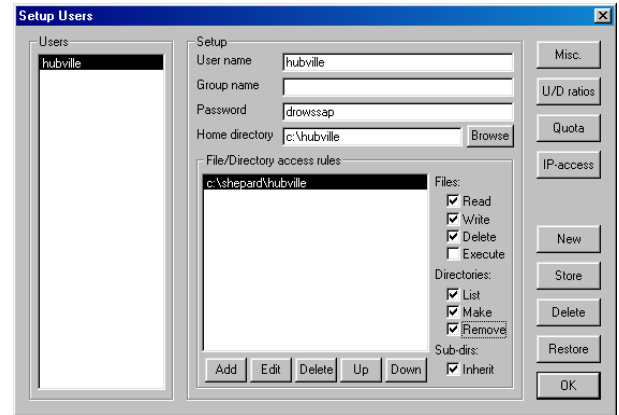 Setup Users
Users
hubville
Setup
User name hubville
Group name
Password drowssap
Home directory c:\hubville Browse
File/Directory access rules
c:\shepard\hubville
Files:
Read
Write
Delete
Execute
Directories:
List
Make
Remove
Sub-dirs:
Inherit
Add Edit Delete Up Down
Misc.
U/D ratios
Quota
IP-access
New
Store
Delete
Restore
OK